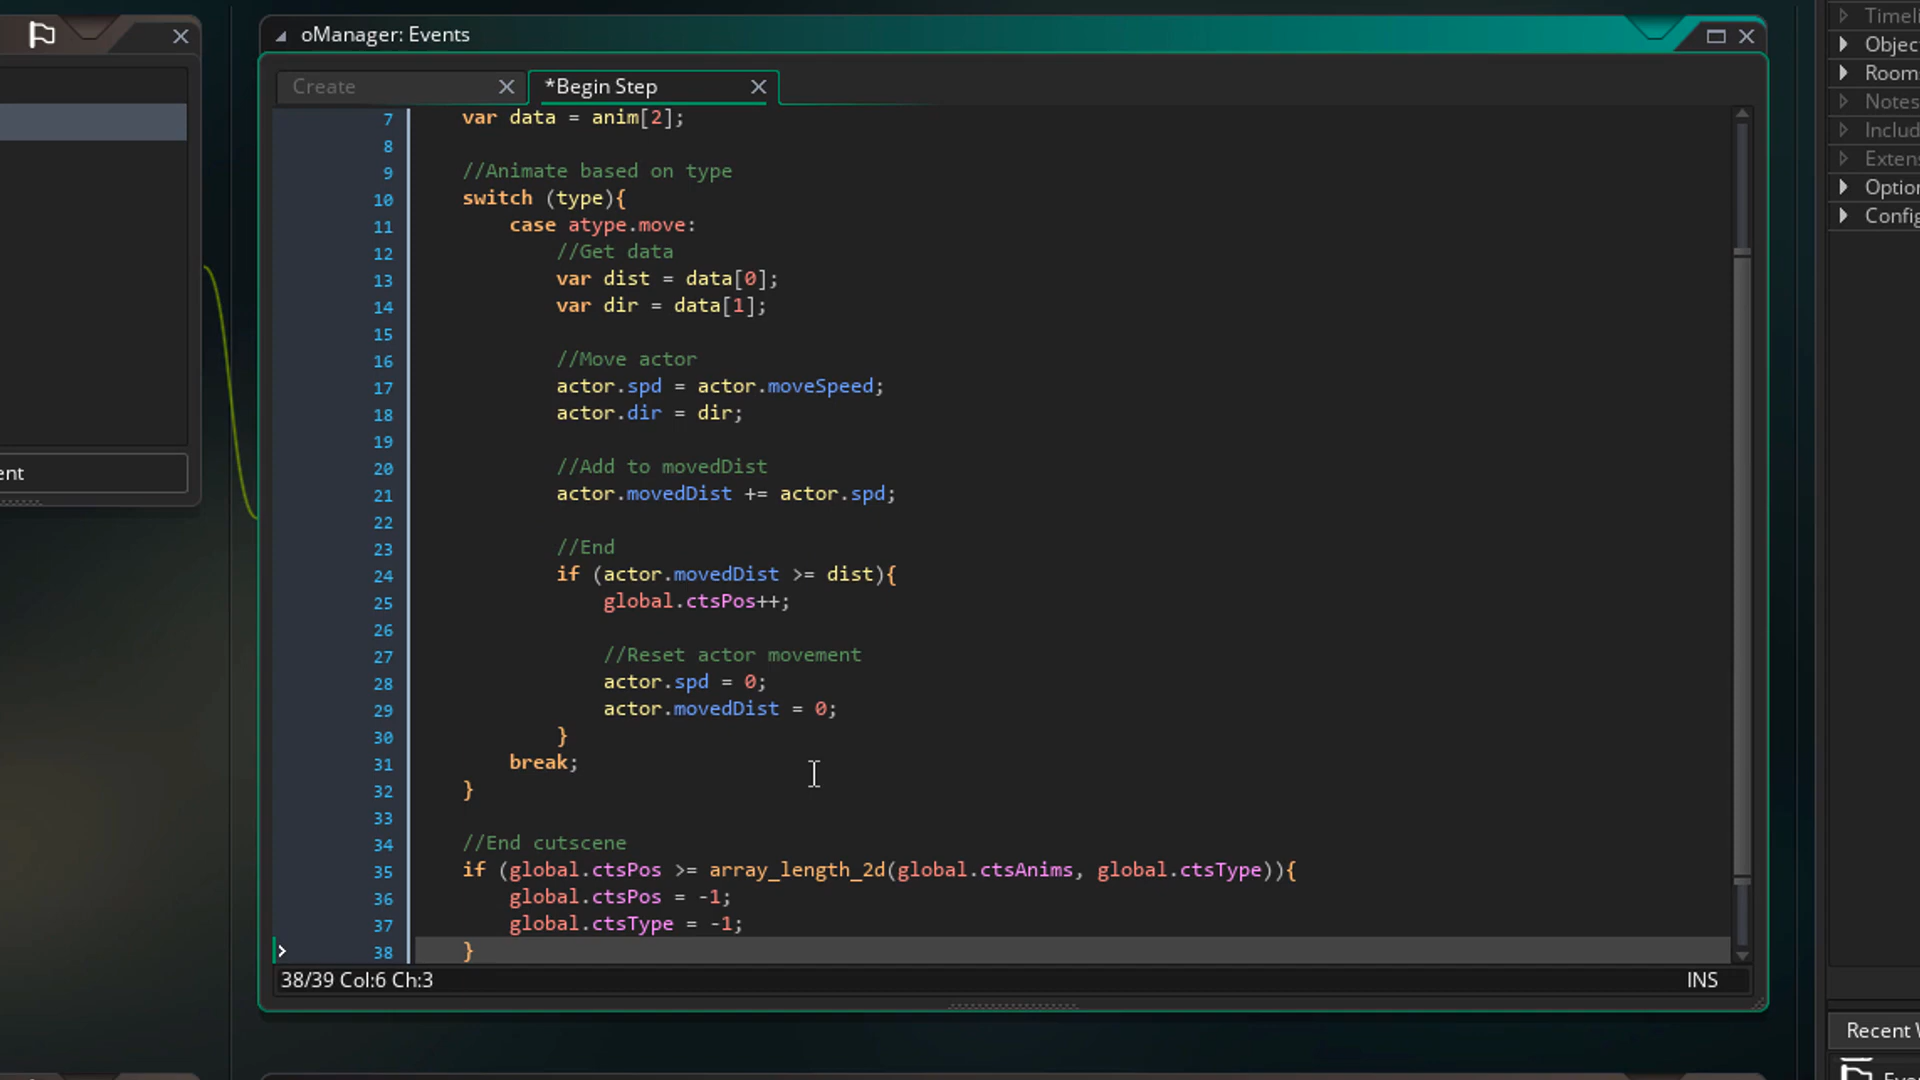 oManager: Events
Create
*Begin Step
7 var data = anim[2];
8
9 //Animate based on type
10 switch (type){
11 case atype.move:
12 //Get data
13 var dist = data[0];
14 var dir = data[1];
15
16 //Move actor
17 actor.spd = actor.moveSpeed;
18 actor.dir = dir;
19
20 //Add to movedDist
21 actor.movedDist += actor.spd;
22
23 //End
24 if (actor.movedDist >= dist){
25 global.ctsPos++;
26
27 //Reset actor movement
28 actor.spd = 0;
29 actor.movedDist = 0;
30 }
31 break;
32 }
33
34 //End cutscene
35 if (global.ctsPos >= array_length_2d(global.ctsAnims, global.ctsType)){
36 global.ctsPos = -1;
37 global.ctsType = -1;
38 }
38/39 Col:6 Ch:3
INS
ent
Timeli
Objec
Room
Notes
Includ
Exten
Option
Config
Recent